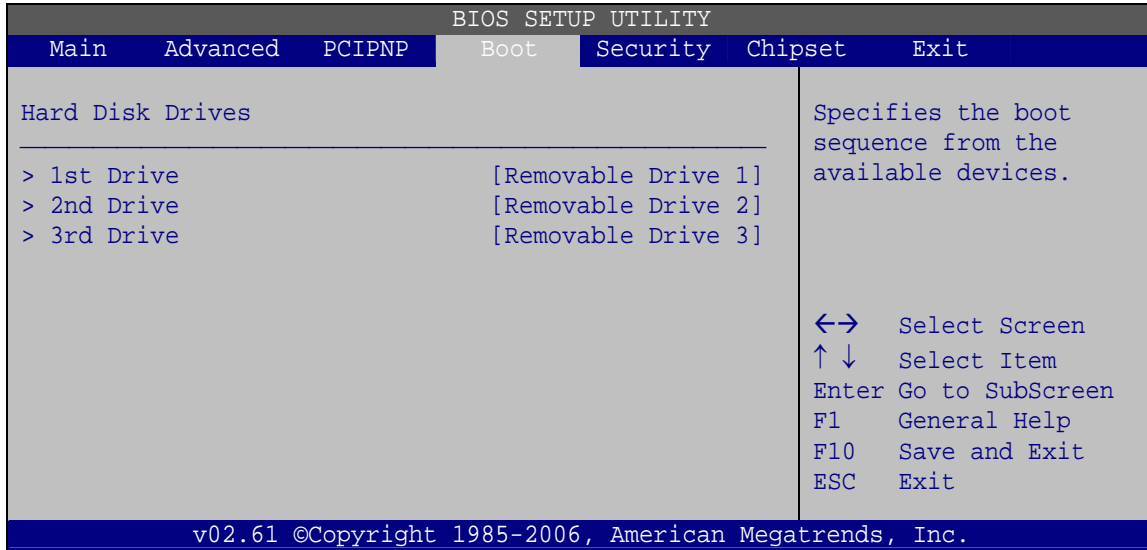 BIOS SETUP UTILITY
Main Advanced PCIPNP Boot Security Chipset Exit
Hard Disk Drives
> 1st Drive [Removable Drive 1]
> 2nd Drive [Removable Drive 2]
> 3rd Drive [Removable Drive 3]
Specifies the boot
sequence from the
available devices.
←→ Select Screen
↑ ↓ Select Item
Enter Go to SubScreen
F1 General Help
F10 Save and Exit
ESC Exit
v02.61 ©Copyright 1985-2006, American Megatrends, Inc.